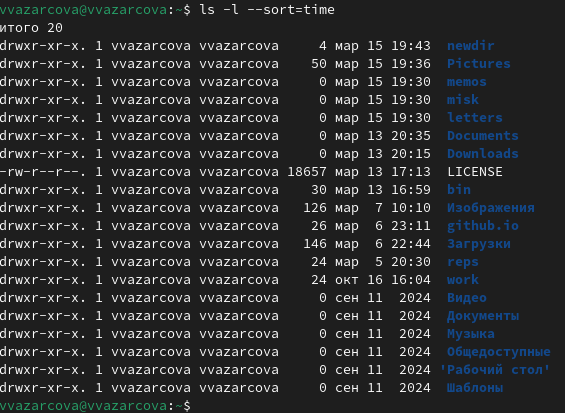 vvazarcova@vvazarcova:~$ ls -l --sort=time
итого 20
drwxr-xr-x. 1 vvazarcova vvazarcova     4 мар 15 19:43  newdir
drwxr-xr-x. 1 vvazarcova vvazarcova    50 мар 15 19:36  Pictures
drwxr-xr-x. 1 vvazarcova vvazarcova     0 мар 15 19:30  memos
drwxr-xr-x. 1 vvazarcova vvazarcova     0 мар 15 19:30  misk
drwxr-xr-x. 1 vvazarcova vvazarcova     0 мар 15 19:30  letters
drwxr-xr-x. 1 vvazarcova vvazarcova     0 мар 13 20:35  Documents
drwxr-xr-x. 1 vvazarcova vvazarcova     0 мар 13 20:15  Downloads
-rw-r--r--. 1 vvazarcova vvazarcova 18657 мар 13 17:13  LICENSE
drwxr-xr-x. 1 vvazarcova vvazarcova    30 мар 13 16:59  bin
drwxr-xr-x. 1 vvazarcova vvazarcova   126 мар  7 10:10  Изображения
drwxr-xr-x. 1 vvazarcova vvazarcova    26 мар  6 23:11  github.io
drwxr-xr-x. 1 vvazarcova vvazarcova   146 мар  6 22:44  Загрузки
drwxr-xr-x. 1 vvazarcova vvazarcova    24 мар  5 20:30  reps
drwxr-xr-x. 1 vvazarcova vvazarcova    24 окт 16 16:04  work
drwxr-xr-x. 1 vvazarcova vvazarcova     0 сен 11  2024  Видео
drwxr-xr-x. 1 vvazarcova vvazarcova     0 сен 11  2024  Документы
drwxr-xr-x. 1 vvazarcova vvazarcova     0 сен 11  2024  Музыка
drwxr-xr-x. 1 vvazarcova vvazarcova     0 сен 11  2024  Общедоступные
drwxr-xr-x. 1 vvazarcova vvazarcova     0 сен 11  2024 'Рабочий стол'
drwxr-xr-x. 1 vvazarcova vvazarcova     0 сен 11  2024  Шаблоны
vvazarcova@vvazarcova:~$